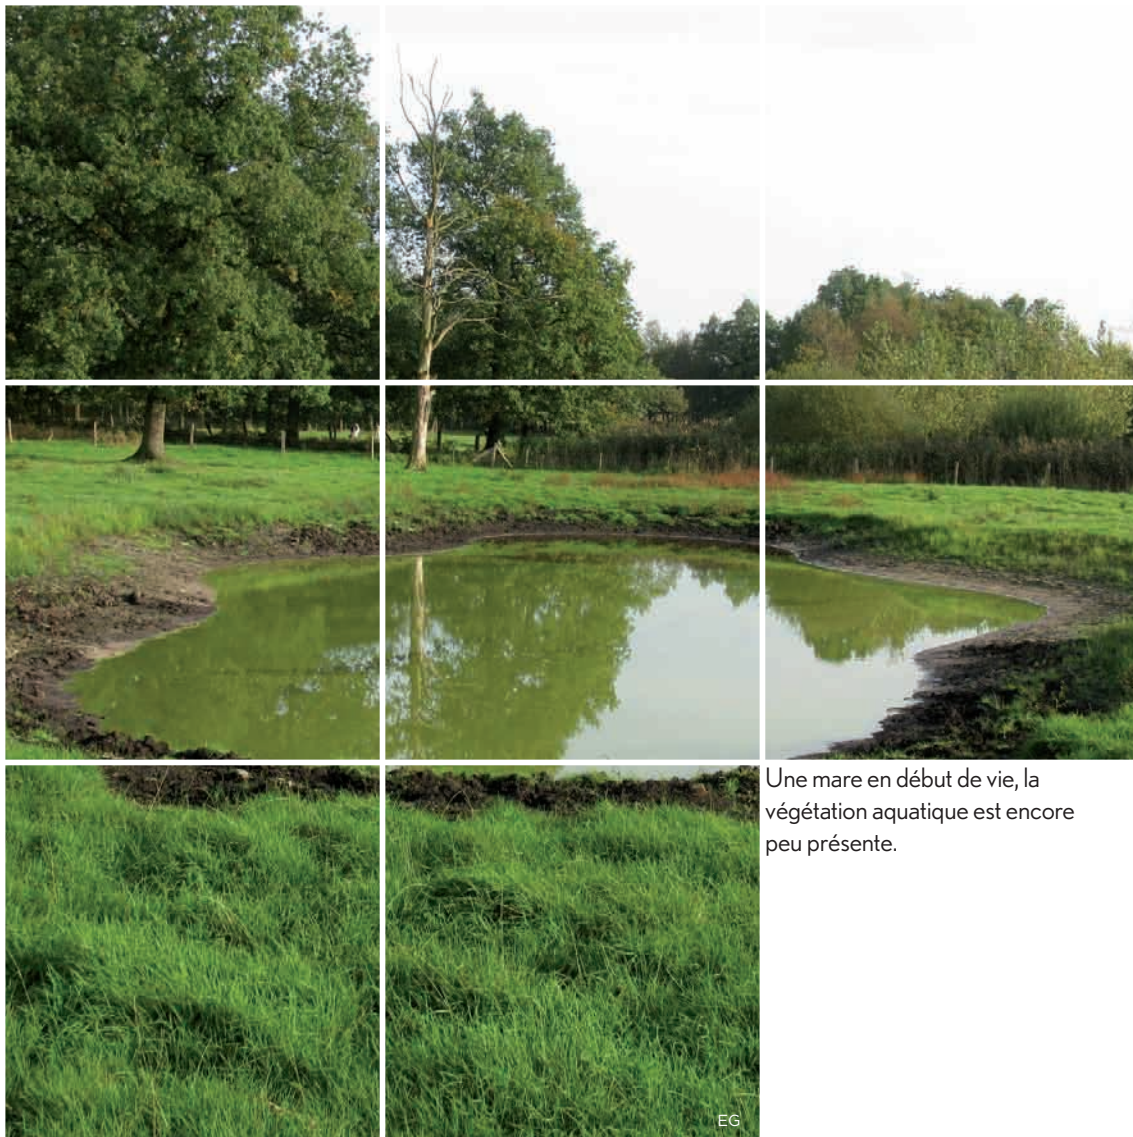 Une mare en début de vie, la
végétation aquatique est encore
peu présente.
EG